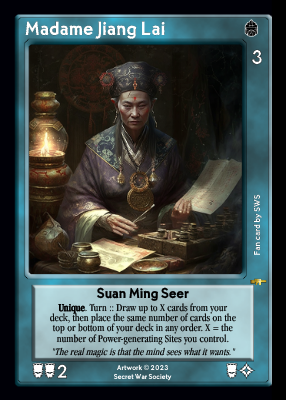 Madame Jiang Lai
3
Fan card by SWS
Suan Ming Seer
Unique. Turn :: Draw up to X cards from your
deck, then place the same number of cards on the
top or bottom of your deck in any order. X = the
number of Power-generating Sites you control.
"The real magic is that the mind sees what it wants."
2
Artwork © 2023
Secret War Society